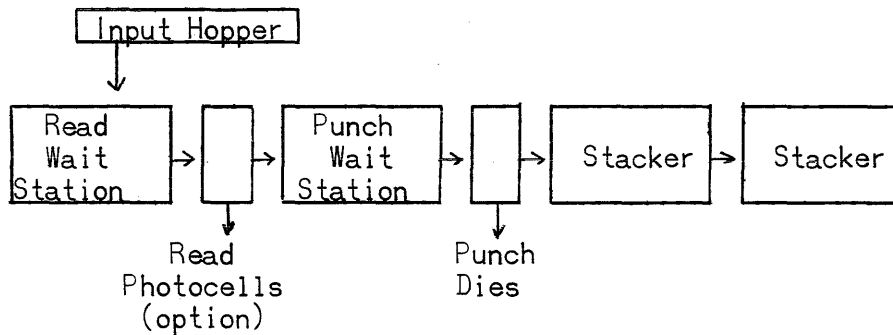 Input Hopper
Read
Wait
Station
Punch
Wait
Station
Stacker
Stacker
Read
Photocells
(option)
Punch
Dies